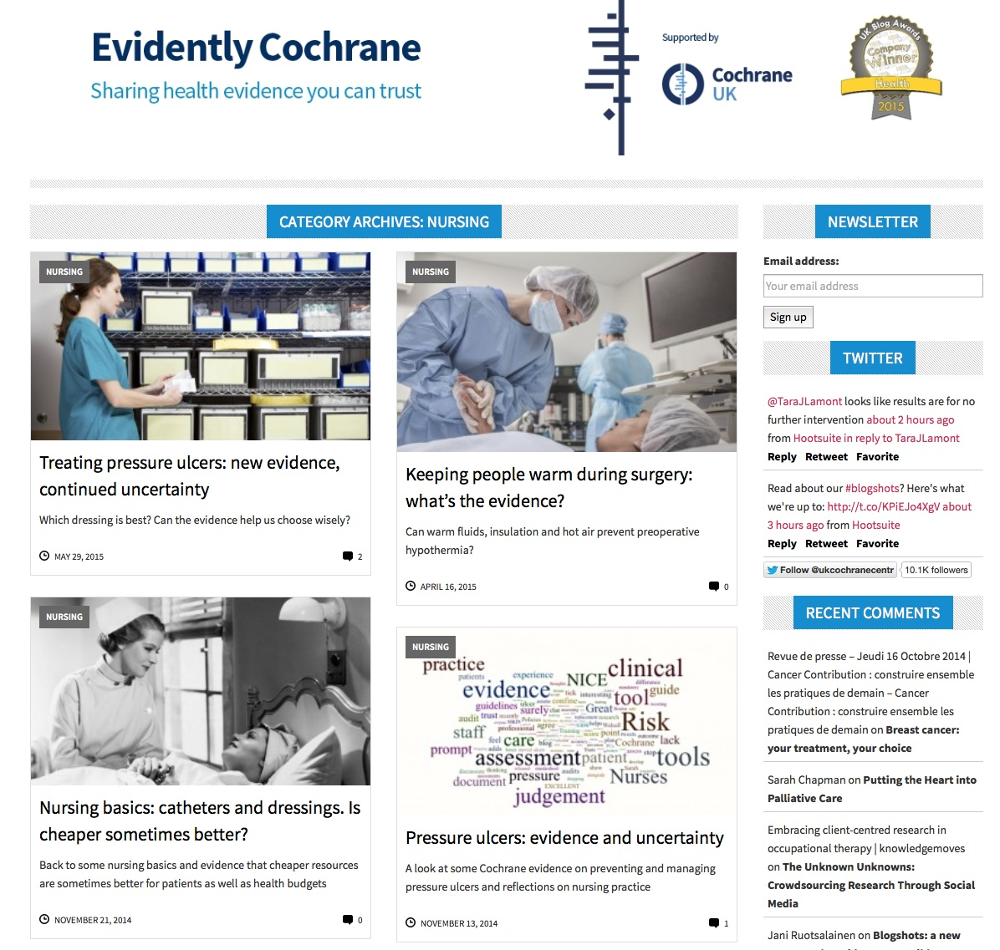 Evidently Cochrane
Sharing health evidence you can trust
Supported by
Cochrane
UK
UK Blog Awards
Company
Winner
Health
2015
CATEGORY ARCHIVES: NURSING
NURSING
Treating pressure ulcers: new evidence,
continued uncertainty
Which dressing is best? Can the evidence help us choose wisely?
MAY 29, 2015
2
NURSING
Keeping people warm during surgery:
what’s the evidence?
Can warm fluids, insulation and hot air prevent preoperative
hypothermia?
APRIL 16, 2015
0
NURSING
Nursing basics: catheters and dressings. Is
cheaper sometimes better?
Back to some nursing basics and evidence that cheaper resources
are sometimes better for patients as well as health budgets
NOVEMBER 21, 2014
0
NURSING
practice
patients
experience
NICE
clinical
evidence
tick
interesting
tool
guide
guidelines
surely
Great
audit
trust
Risk
staff
professional
agree
point
feel
care
blog
Cochrane
lack
prompt
assessment
patient
stop
tools
document
pressure
audits
Nurses
EXCELLENT
judgement
Pressure ulcers: evidence and uncertainty
A look at some Cochrane evidence on preventing and managing
pressure ulcers and reflections on nursing practice
NOVEMBER 13, 2014
1
NEWSLETTER
Email address:
Your email address
Sign up
TWITTER
@TaraJLamont looks like results are for no
further intervention about 2 hours ago
from Hootsuite in reply to TaraJLamont
Reply Retweet Favorite
Read about our #blogshots? Here's what
we're up to: http://t.co/KPiEJo4XgV about
3 hours ago from Hootsuite
Reply Retweet Favorite
Follow @ukcochranecentr
10.1K followers
RECENT COMMENTS
Revue de presse – Jeudi 16 Octobre 2014 |
Cancer Contribution : construire ensemble
les pratiques de demain – Cancer
Contribution : construire ensemble les
pratiques de demain on Breast cancer:
your treatment, your choice
Sarah Chapman on Putting the Heart into
Palliative Care
Embracing client-centred research in
occupational therapy | knowledgemoves
on The Unknown Unknowns:
Crowdsourcing Research Through Social
Media
Jani Ruotsalainen on Blogshots: a new